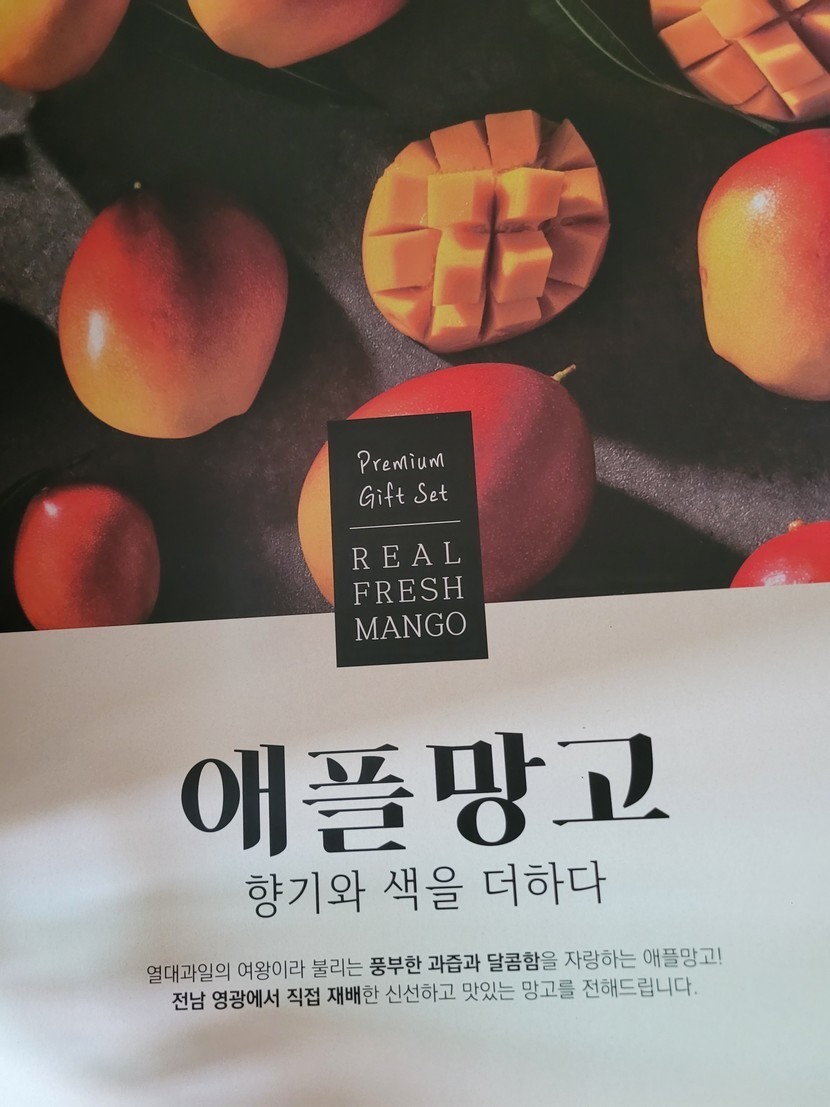 Premium
Gift Set
REAL
FRESH
MANGO
애플망고
향기와 색을 더하다
열대과일의 여왕이라 불리는 풍부한 과즙과 달콤함을 자랑하는 애플망고!
전남 영광에서 직접 재배한 신선하고 맛있는 망고를 전해드립니다.